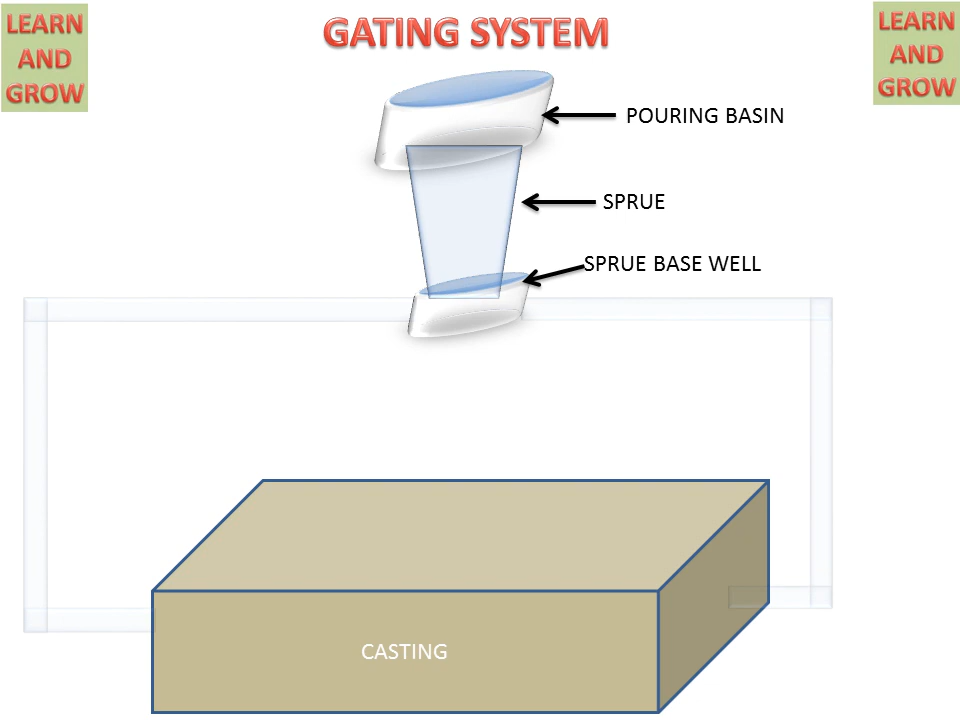 LEARN
AND
GROW
GATING SYSTEM
LEARN
AND
GROW
POURING BASIN
SPRUE
SPRUE BASE WELL
CASTING